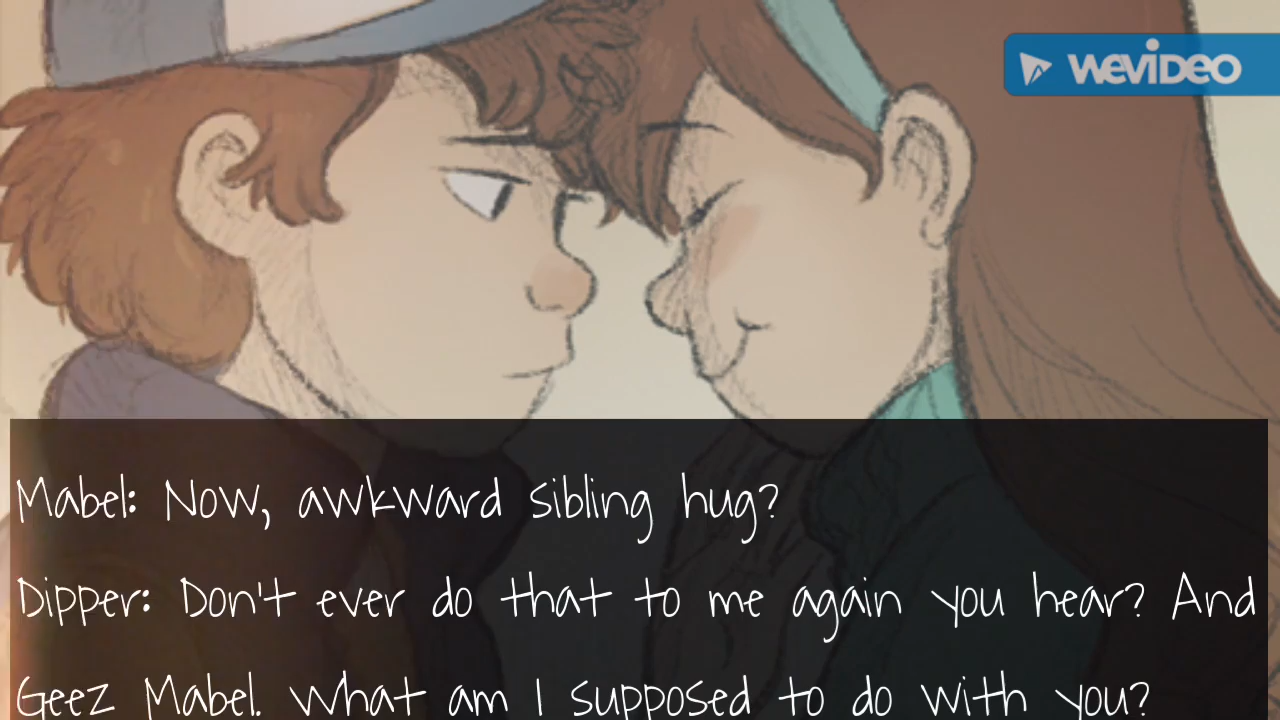 WEVIDEO
Mabel: Now, awkward sibling hug?
Dipper: Don't ever do that to me again you hear? And
Geez Mabel. What am I supposed to do with you?